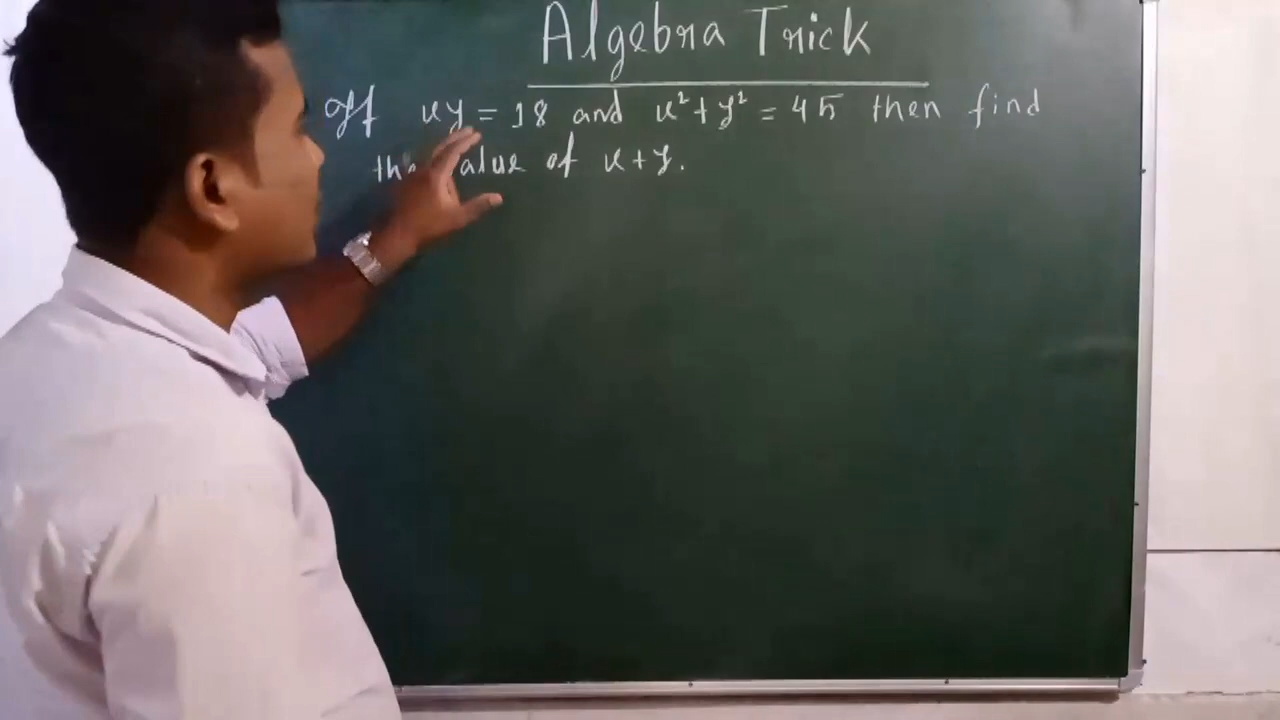 Algebra Trick
If xy = 18 and x² + y² = 45 then find
the value of x + y.